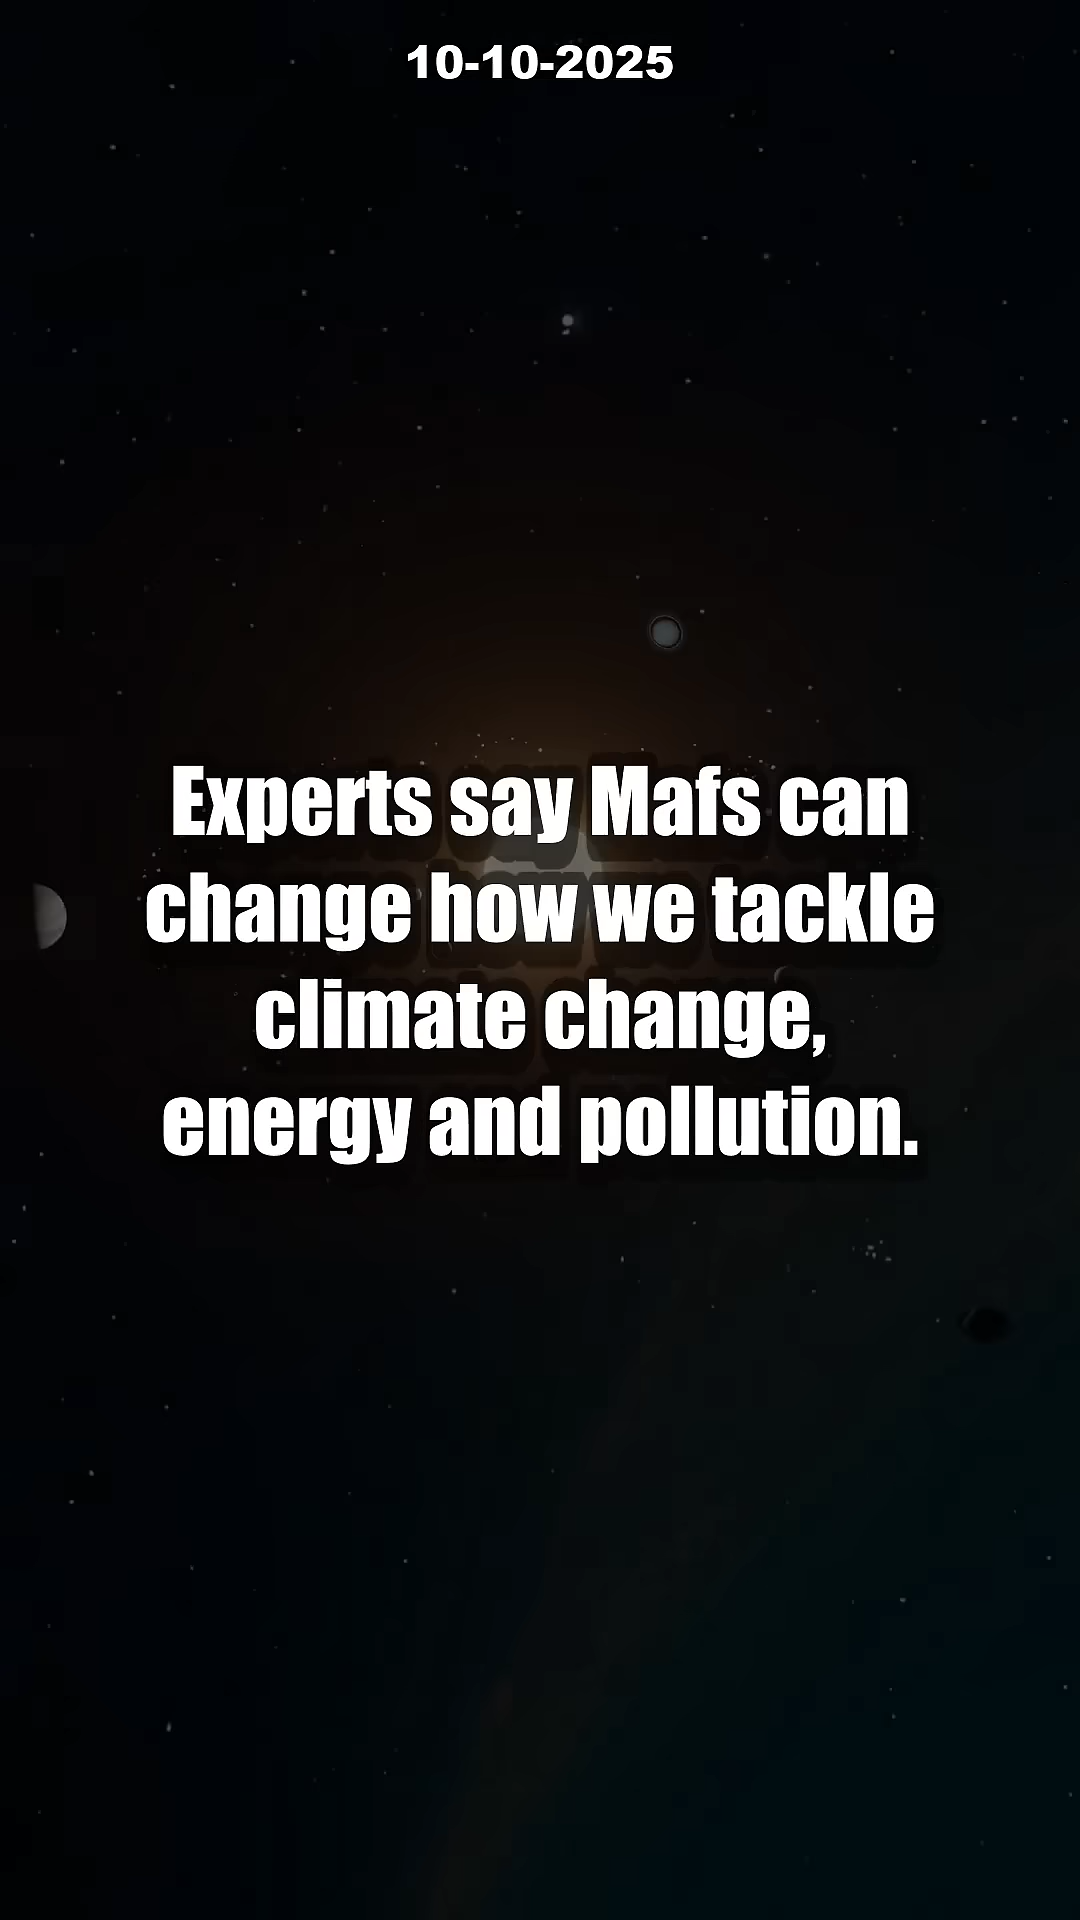 10-10-2025
Experts say Mafs can
change how we tackle
climate change,
energy and pollution.